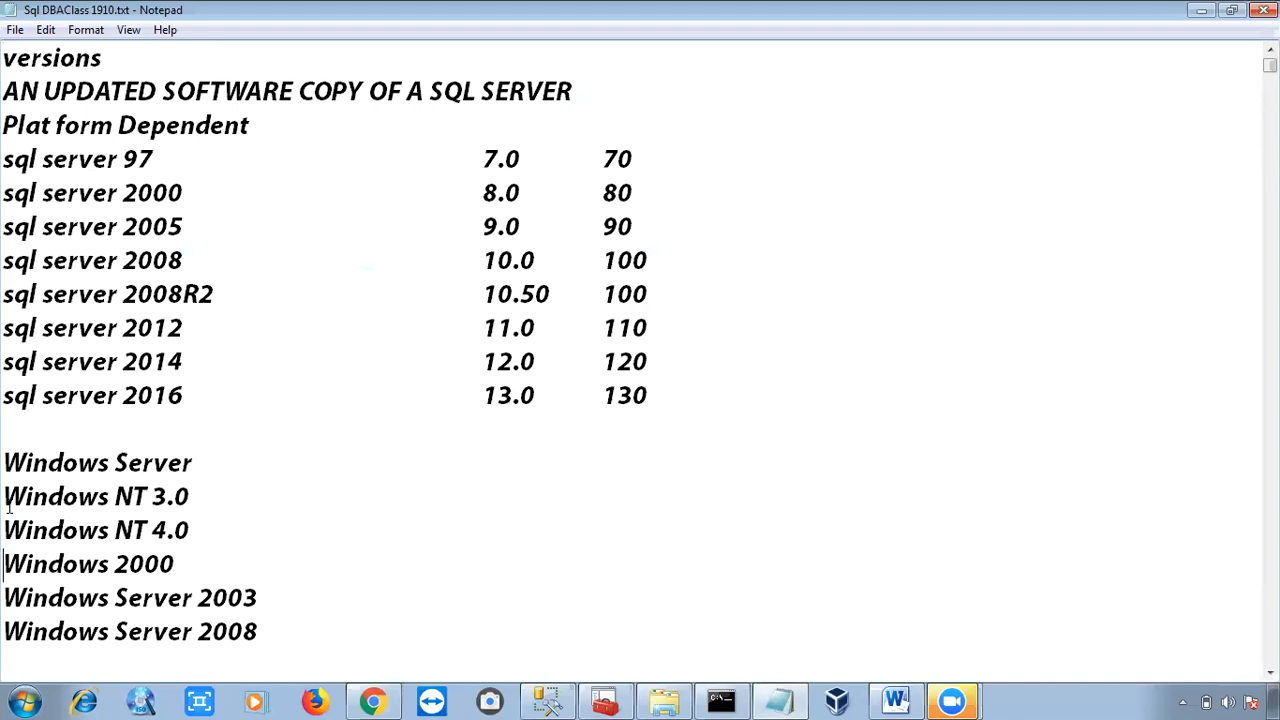 Sql DBAClass 1910.txt - Notepad
File Edit Format View Help
versions
AN UPDATED SOFTWARE COPY OF A SQL SERVER
Plat form Dependent
sql server 97 7.0 70
sql server 2000 8.0 80
sql server 2005 9.0 90
sql server 2008 10.0 100
sql server 2008R2 10.50 100
sql server 2012 11.0 110
sql server 2014 12.0 120
sql server 2016 13.0 130
Windows Server
Windows NT 3.0
Windows NT 4.0
Windows 2000
Windows Server 2003
Windows Server 2008